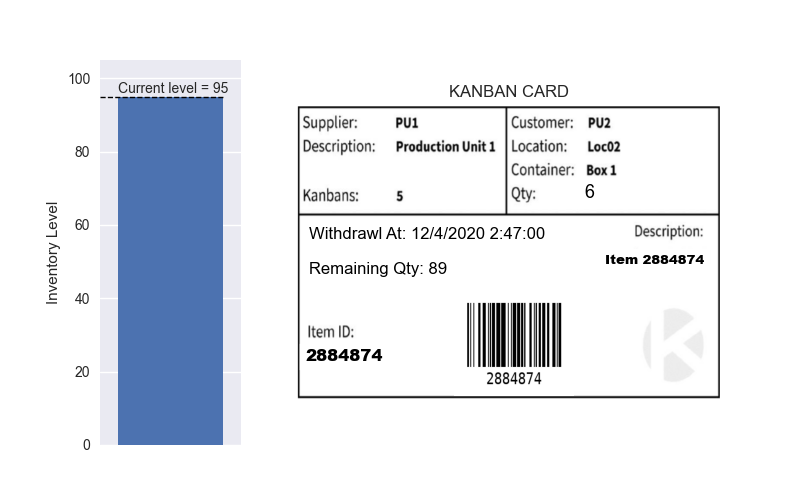 100
80
60
40
20
0
Inventory Level
Current level = 95
KANBAN CARD
Supplier: PU1
Description: Production Unit 1
Kanbans: 5
Customer: PU2
Location: Loc02
Container: Box 1
Qty: 6
Withdrawl At: 12/4/2020 2:47:00
Description:
Item 2884874
Remaining Qty: 89
Item ID:
2884874
2884874